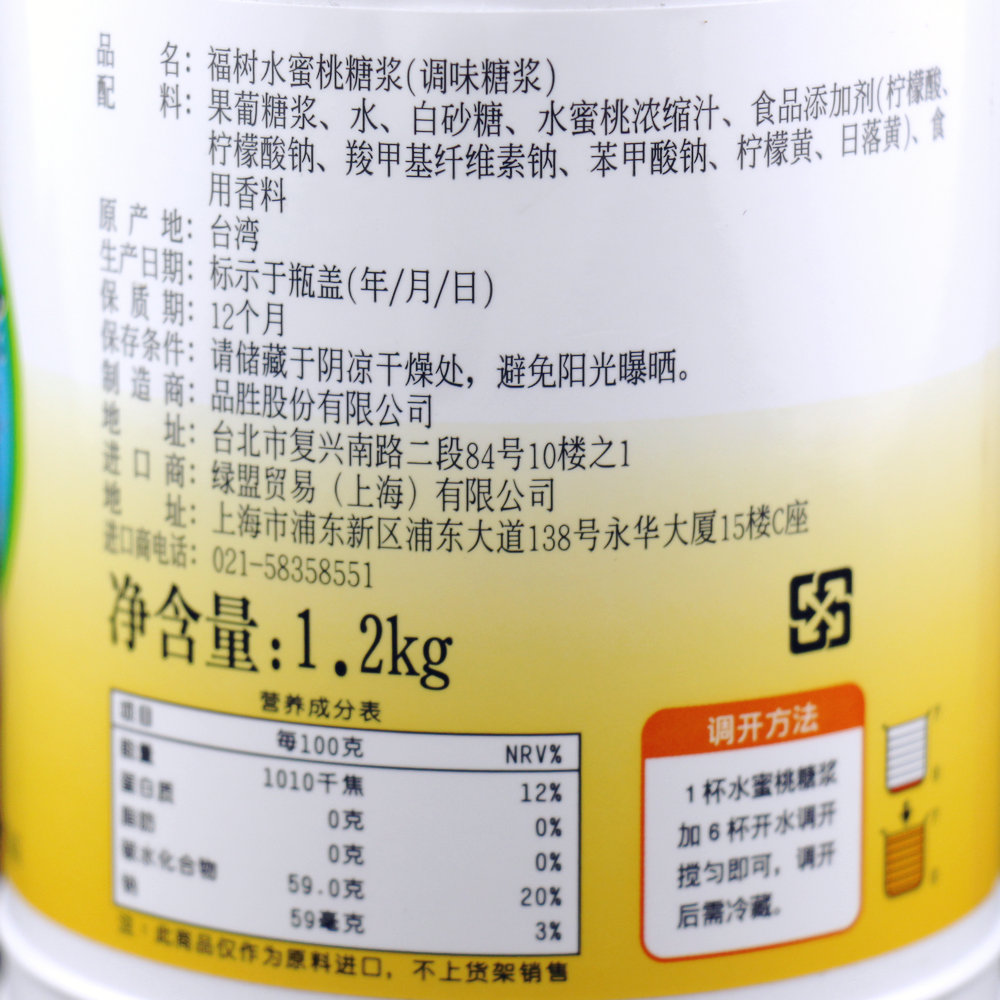 品名：福树水蜜桃糖浆(调味糖浆)
配料：果葡糖浆、水、白砂糖、水蜜桃浓缩汁、食品添加剂(柠檬酸、
柠檬酸钠、羧甲基纤维素钠、苯甲酸钠、柠檬黄、日落黄)、食
用香料
原产地：台湾
生产日期：标示于瓶盖(年/月/日)
保质期：12个月
保存条件：请储藏于阴凉干燥处，避免阳光曝晒。
制造商：品胜股份有限公司
地址：台北市复兴南路二段84号10楼之1
进口商：绿盟贸易（上海）有限公司
地址：上海市浦东新区浦东大道138号永华大厦15楼C座
进口商电话：021-58358551
净含量:1.2kg
营养成分表
项目 每100克 NRV%
能量 1010千焦 12%
蛋白质 0克 0%
脂肪 0克 0%
碳水化合物 59.0克 20%
钠 59毫克 3%
注：此商品仅作为原料进口，不上货架销售
调开方法
1杯水蜜桃糖浆
加6杯开水调开
搅匀即可，调开
后需冷藏。